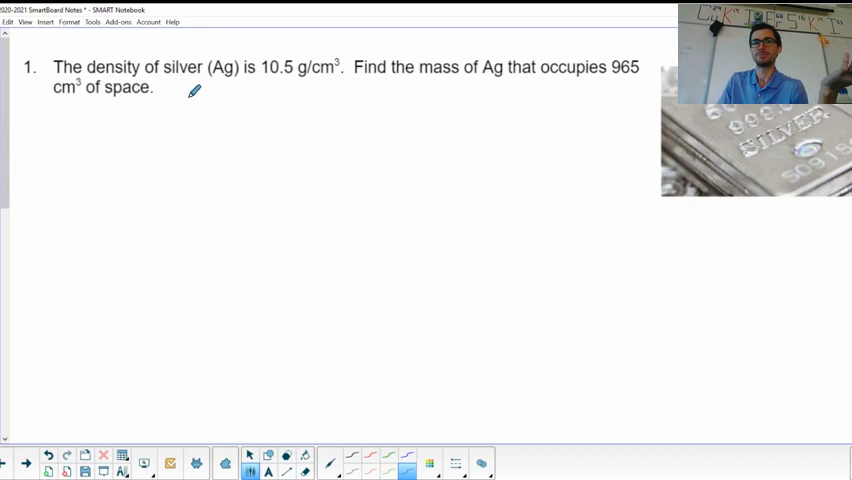 2020-2021 SmartBoard Notes * - SMART Notebook
Edit View Insert Format Tools Add-ons Account Help
1. The density of silver (Ag) is 10.5 g/cm³. Find the mass of Ag that occupies 965
cm³ of space.
999.
SILVER